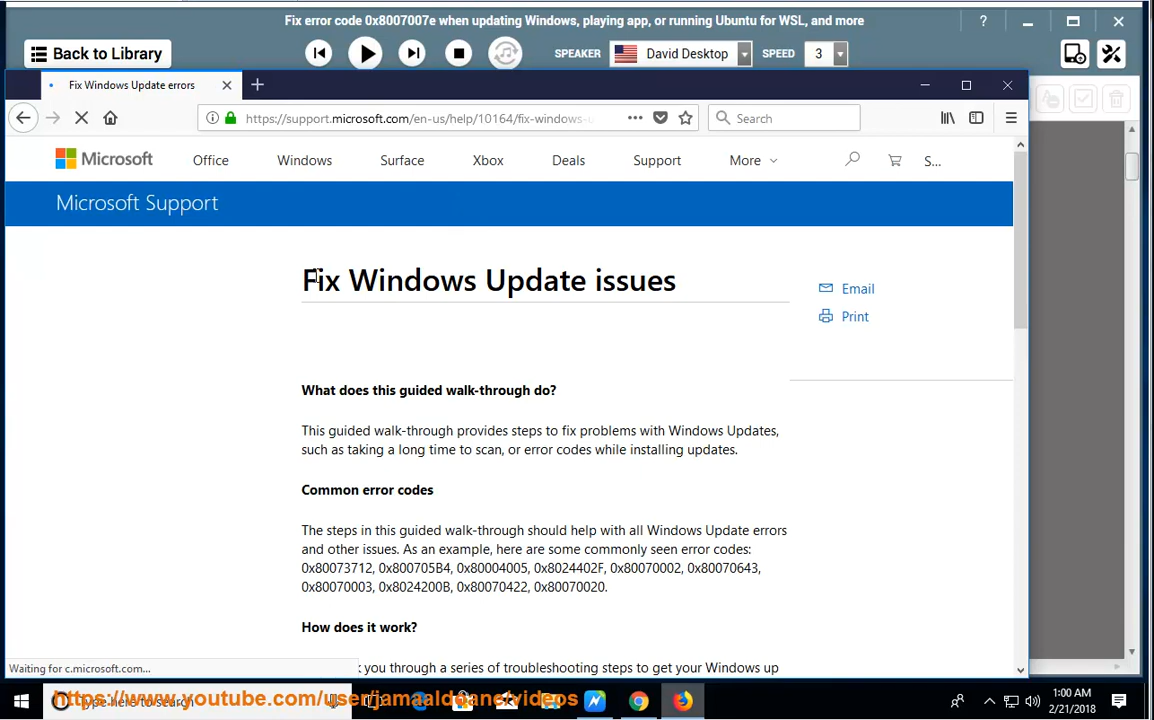 Fix error code 0x8007007e when updating Windows, playing app, or running Ubuntu for WSL, and more
Back to Library
SPEAKER
David Desktop
SPEED
3
Fix Windows Update errors
https://support.microsoft.com/en-us/help/10164/fix-windows-u
Search
Microsoft
Office
Windows
Surface
Xbox
Deals
Support
More
S...
Microsoft Support
Fix Windows Update issues
Email
Print
What does this guided walk-through do?
This guided walk-through provides steps to fix problems with Windows Updates,
such as taking a long time to scan, or error codes while installing updates.
Common error codes
The steps in this guided walk-through should help with all Windows Update errors
and other issues. As an example, here are some commonly seen error codes:
0x80073712, 0x800705B4, 0x80004005, 0x8024402F, 0x80070002, 0x80070643,
0x80070003, 0x8024200B, 0x80070422, 0x80070020.
How does it work?
you through a series of troubleshooting steps to get your Windows up
Waiting for c.microsoft.com...
Type here to search
https://www.youtube.com/user/jamaaldoane/videos
1:00 AM
2/21/2018